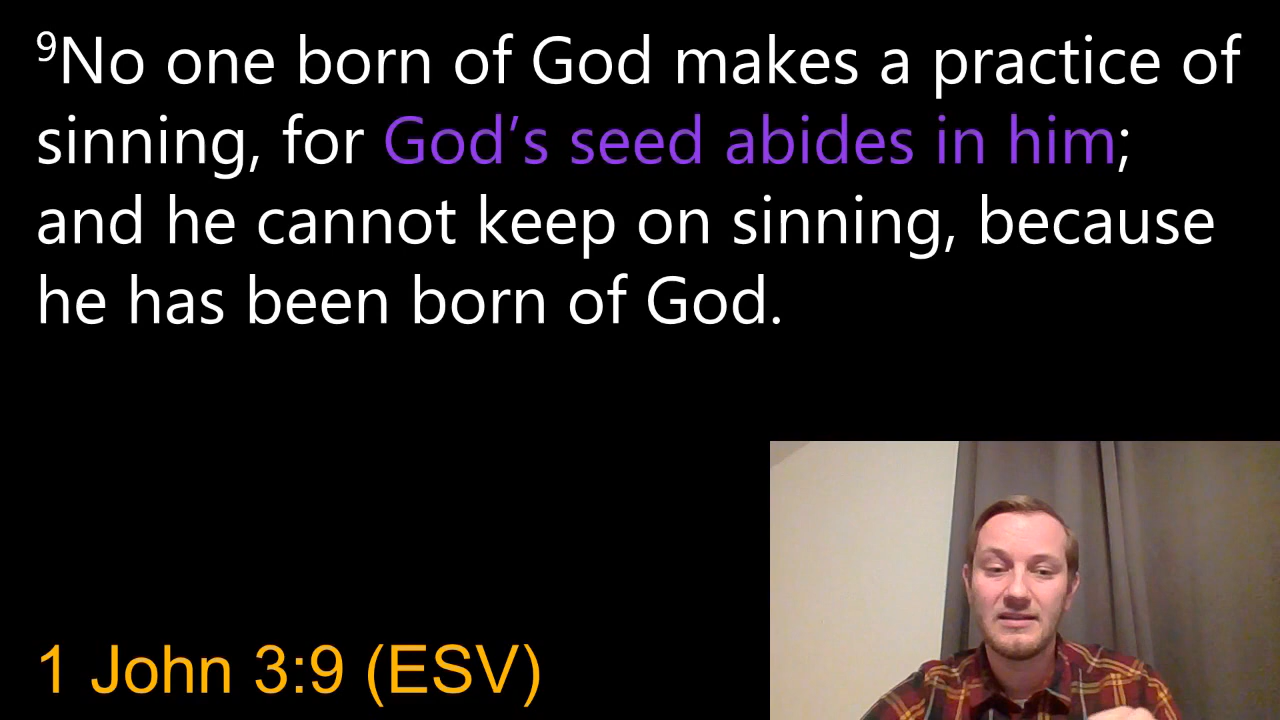 ⁹No one born of God makes a practice of
sinning, for God’s seed abides in him;
and he cannot keep on sinning, because
he has been born of God.
1 John 3:9 (ESV)